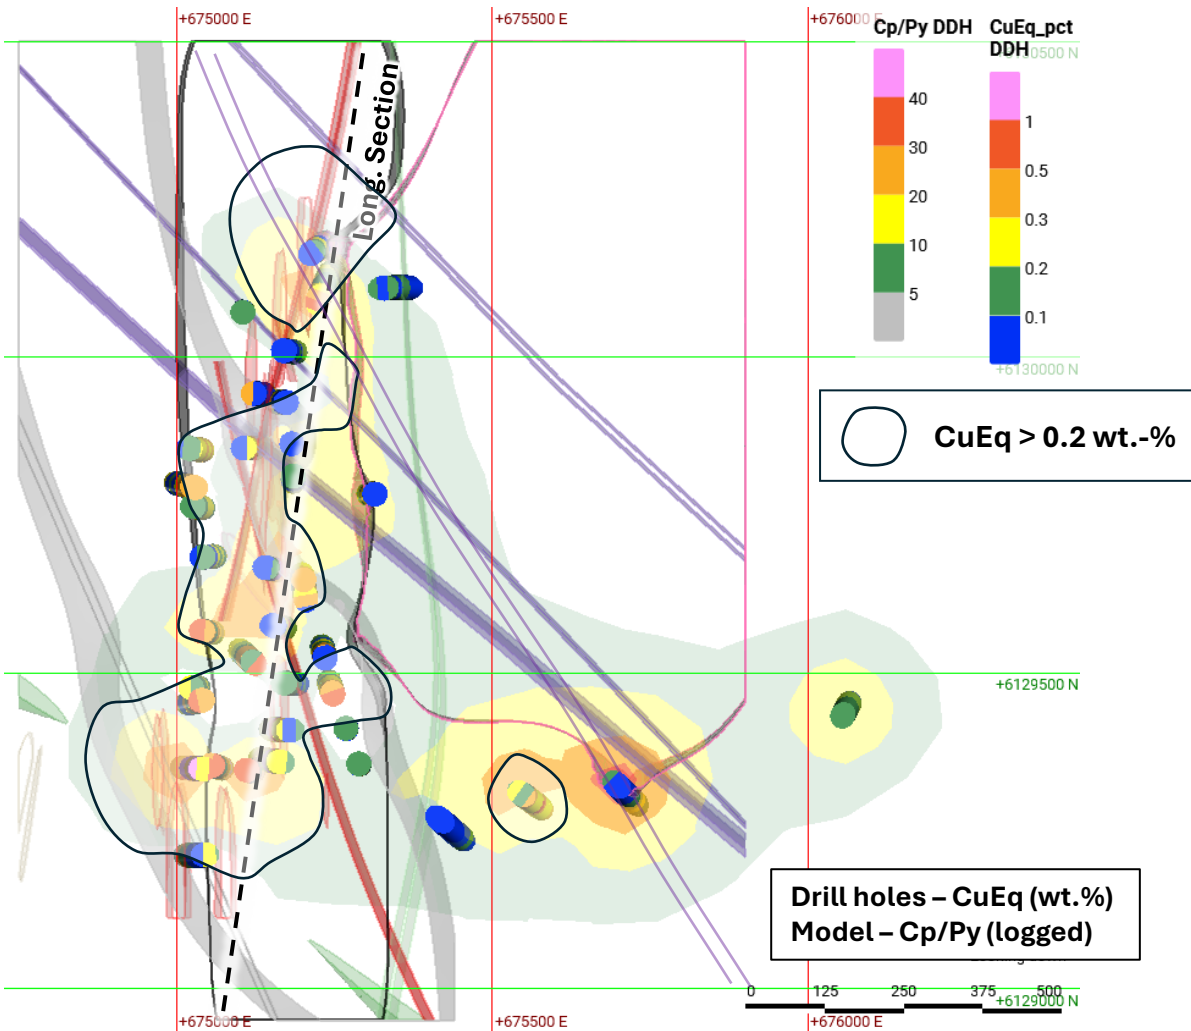 +675000 E
+675500 E
+676000 E
Cp/Py DDH
40
30
20
10
5
CuEq_pct
DDH
1
0.5
0.3
0.2
0.1
+6130500 N
Long. Section
+6130000 N
CuEq > 0.2 wt.-%
+6129500 N
Drill holes – CuEq (wt.%)
Model – Cp/Py (logged)
0
125
250
375
500
+6129000 N
+675000 E
+675500 E
+676000 E